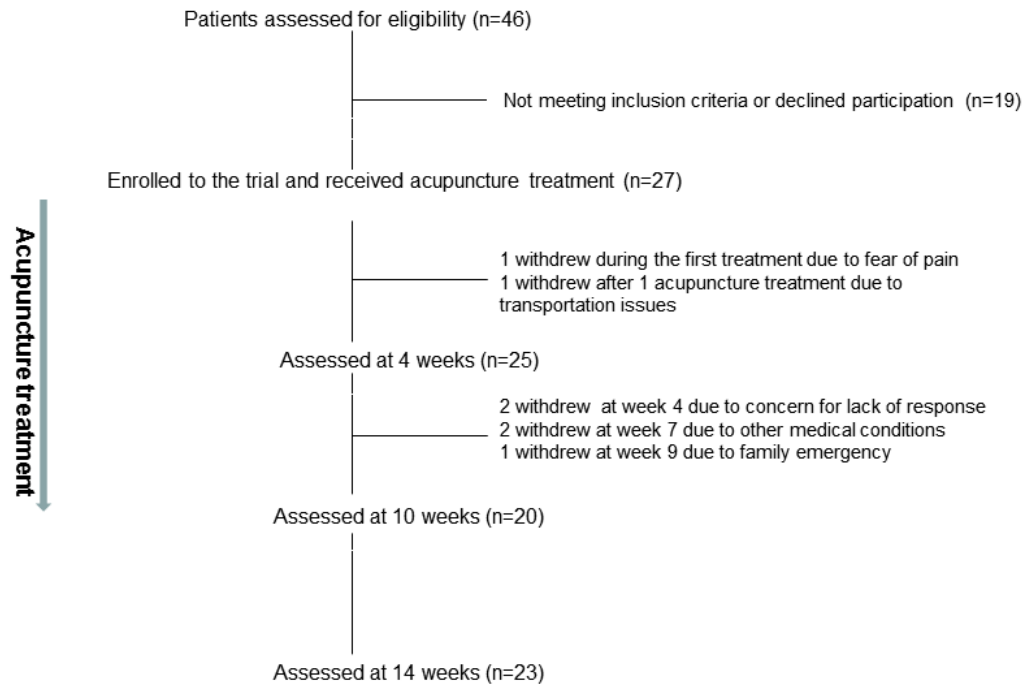 Patients assessed for eligibility (n=46)
Not meeting inclusion criteria or declined participation (n=19)
Enrolled to the trial and received acupuncture treatment (n=27)
Acupuncture treatment
1 withdrew during the first treatment due to fear of pain
1 withdrew after 1 acupuncture treatment due to
transportation issues
Assessed at 4 weeks (n=25)
2 withdrew at week 4 due to concern for lack of response
2 withdrew at week 7 due to other medical conditions
1 withdrew at week 9 due to family emergency
Assessed at 10 weeks (n=20)
Assessed at 14 weeks (n=23)